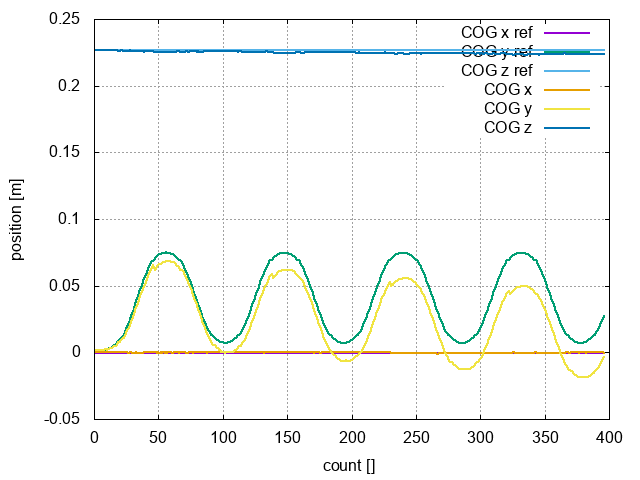 0.25
0.2
0.15
0.1
0.05
0
-0.05
position [m]
COG x ref
COG y ref
COG z ref
COG x
COG y
COG z
0 50 100 150 200 250 300 350 400
count []